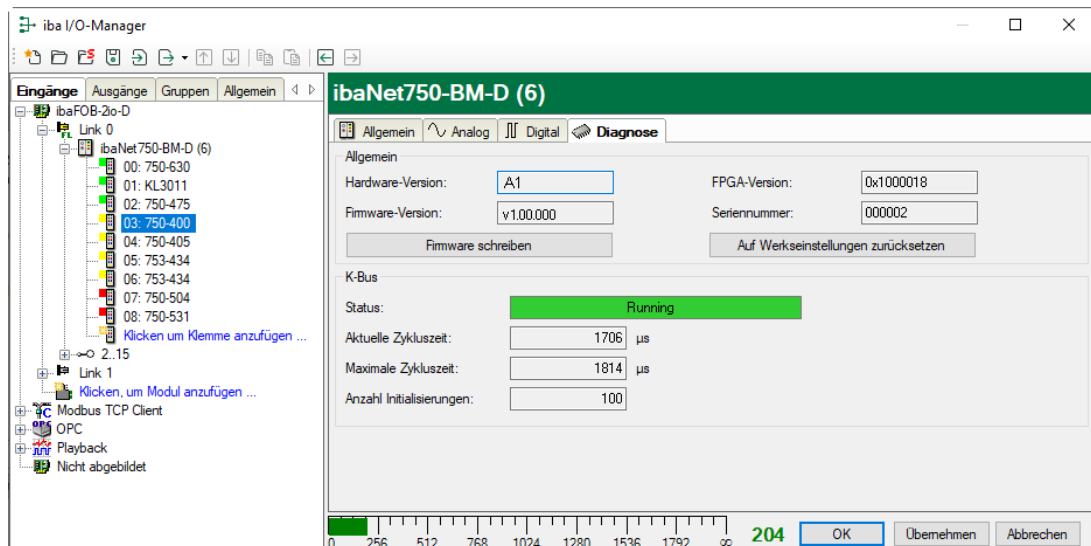 iba I/O-Manager
Eingänge Ausgänge Gruppen Allgemein
ibaFOB-2io-D
Link 0
ibaNet750-BM-D (6)
00: 750-630
01: KL3011
02: 750-475
03: 750-400
04: 750-405
05: 753-434
06: 753-434
07: 750-504
08: 750-531
Klicken um Klemme anzufügen ...
2..15
Link 1
Klicken, um Modul anzufügen ...
Modbus TCP Client
OPC
Playback
Nicht abgebildet
ibaNet750-BM-D (6)
Allgemein Analog Digital Diagnose
Allgemein
Hardware-Version: A1 FPGA-Version: 0x1000018
Firmware-Version: v1.00.000 Seriennummer: 000002
Firmware schreiben Auf Werkseinstellungen zurücksetzen
K-Bus
Status: Running
Aktuelle Zykluszeit: 1706 µs
Maximale Zykluszeit: 1814 µs
Anzahl Initialisierungen: 100
0 256 512 768 1024 1280 1536 1792 ∞ 204 OK Übernehmen Abbrechen